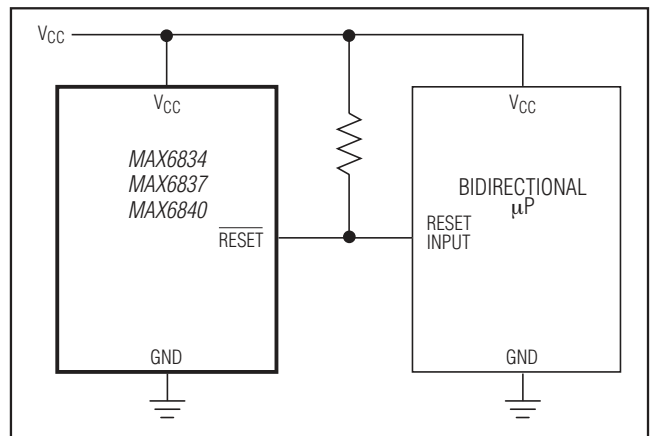 VCC
VCC
MAX6834
MAX6837
MAX6840
RESET
GND
VCC
BIDIRECTIONAL
µP
RESET
INPUT
GND